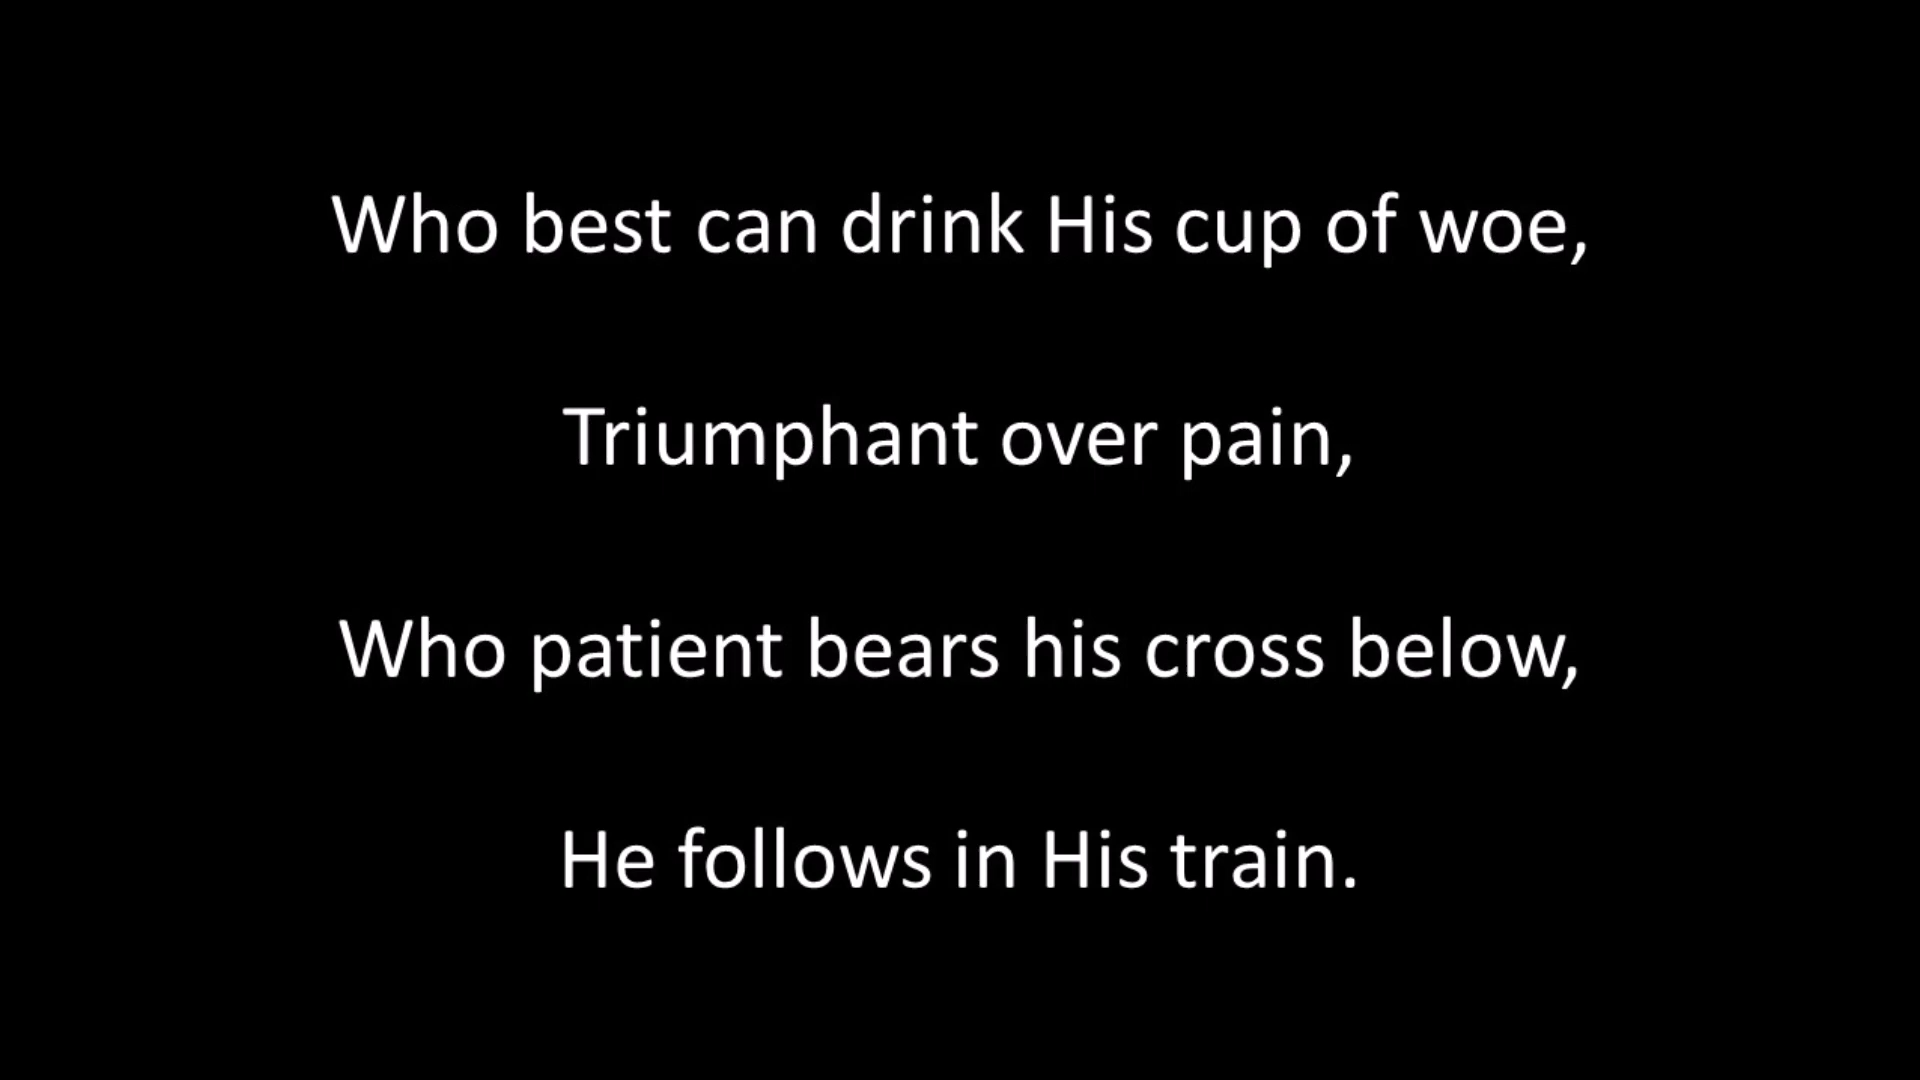 Who best can drink His cup of woe,
Triumphant over pain,
Who patient bears his cross below,
He follows in His train.